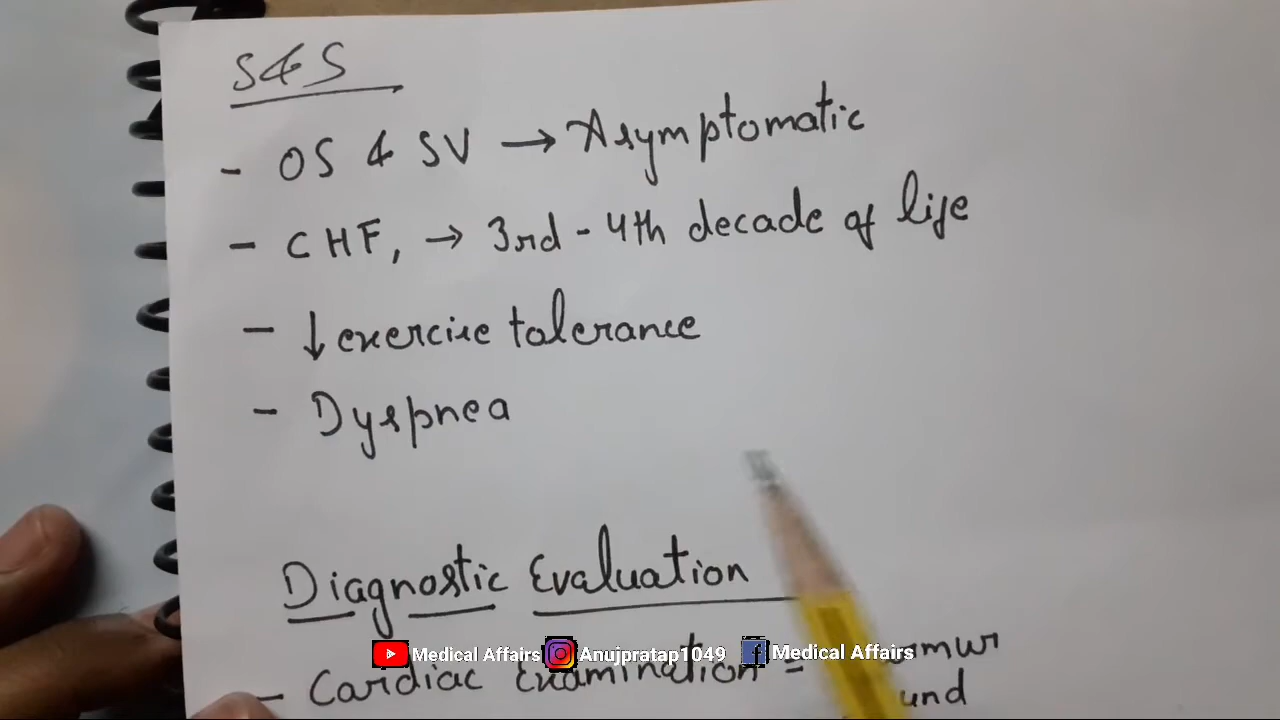 S&S
- OS & SV → Asymptomatic
- CHF, → 3rd - 4th decade of life
- ↓ exercise tolerance
- Dyspnea
Diagnostic Evaluation
- Cardiac Examination =
Medical Affairs Anujpratap1049 Medical Affairs